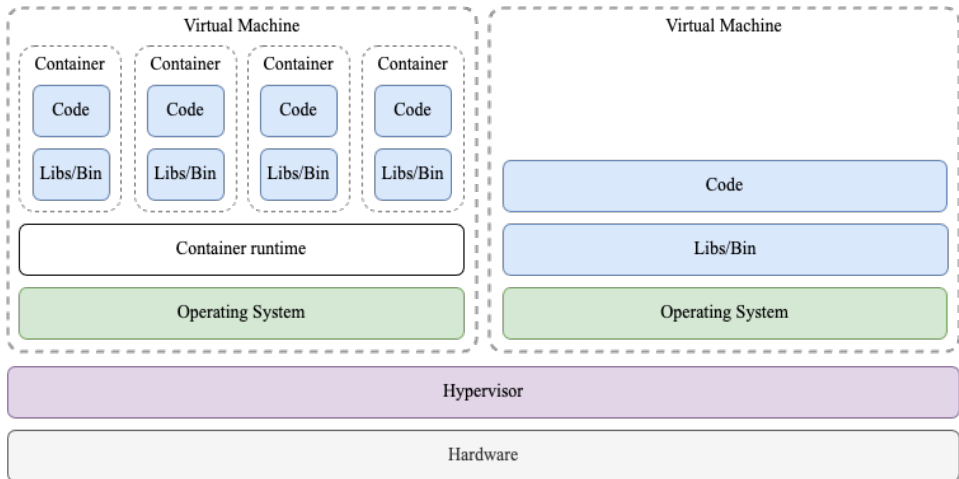 Virtual Machine
Container
Code
Libs/Bin
Container
Code
Libs/Bin
Container
Code
Libs/Bin
Container
Code
Libs/Bin
Container runtime
Operating System
Virtual Machine
Code
Libs/Bin
Operating System
Hypervisor
Hardware